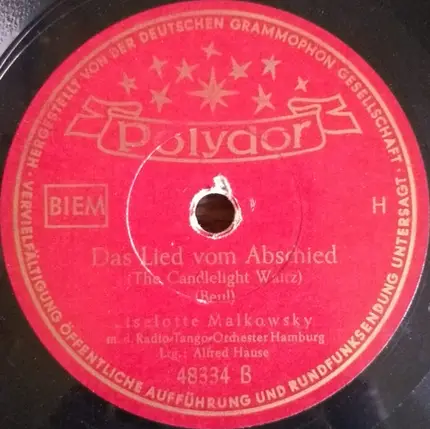 HERGESTELLT VON DER DEUTSCHEN GRAMMOPHON GESELLSCHAFT · VERVIELFÄLTIGUNG ÖFFENTLICHE AUFFÜHRUNG UND RUNDFUNKSENDUNG UNTERSAGT ·
Polydor
BIEM
H
Das Lied vom Abschied
(The Candlelight Waltz)
Malkowsky
Radio-Tango-Orchester Hamburg
Ltg.: Alfred Hause
48334 B